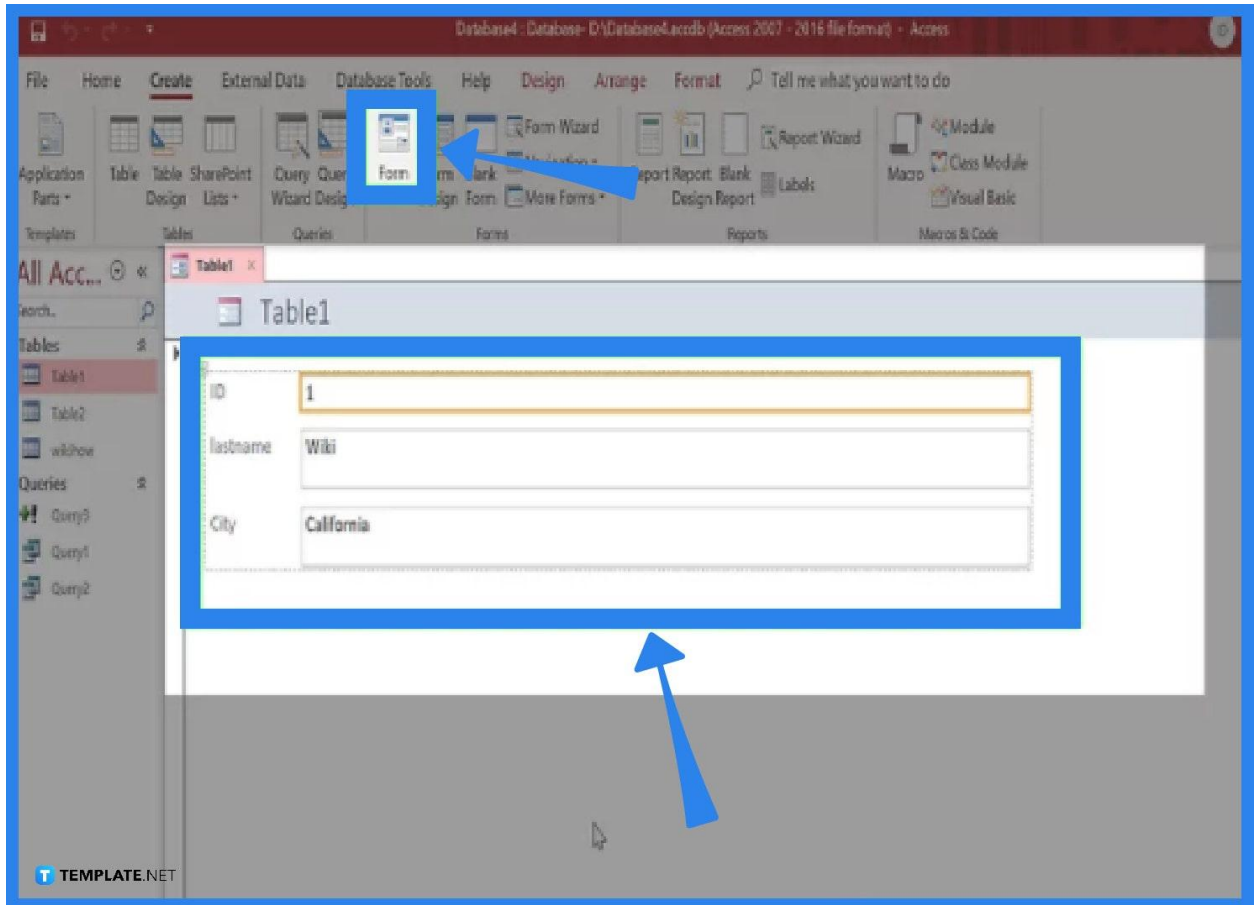 Database4 : Database- D:\Database4.accdb (Access 2007 - 2016 file format) - Access
File Home Create External Data Database Tools Help Design Arrange Format Tell me what you want to do
Application Parts
Table
Table Design
SharePoint Lists
Query Wizard
Design
Form
Form
Form Wizard
More Forms
Report
Report Design
Blank Report
Report Wizard
Labels
Macro
Module
Class Module
Visual Basic
Templates Tables Queries Forms Reports Macros & Code
All Acc...
Search...
Tables
Table1
Table2
wikihow
Queries
Query3
Query1
Query2
Table1
Table1
ID 1
lastname Wiki
City California
T TEMPLATE.NET